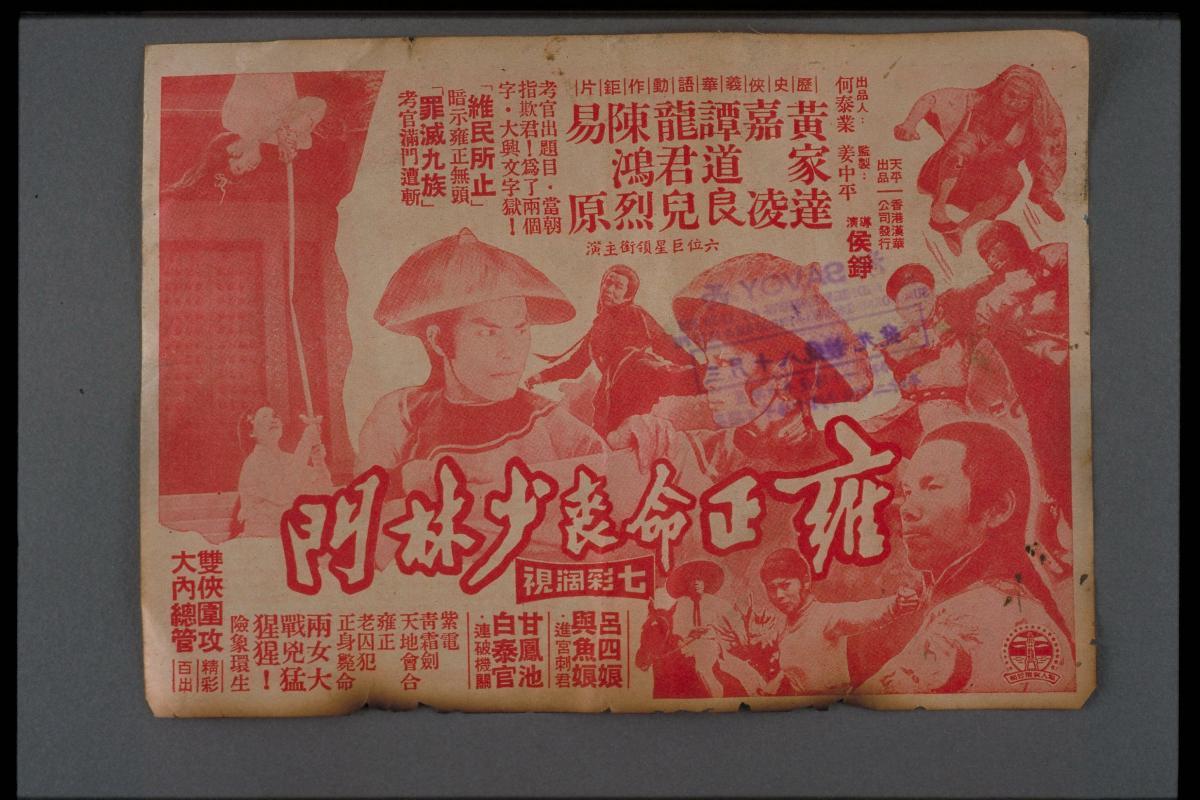 出品人：何泰業
監製：姜中平
天平出品
香港漢華公司發行
導演 侯錚
歷史俠義華語動作鉅片
黃家達
嘉凌
譚道良
龍君兒
陳鴻烈
易原
六位巨星領銜主演
考官出題目，當朝
指欺君！為了兩個
字，大興文字獄！
「維民所止」
暗示雍正無頭
「罪滅九族」
考官滿門遭斬
SAVOY
雍正命喪少林門
七彩濶視
呂四娘
與魚娘
·進宮刺君
甘鳳池
白泰官
·連破機關
紫電
青霜劍
天地會合
雍正
老囚犯
正身斃命
兩女大
戰兇猛
猩猩！
險象環生
雙俠圍攻
大內總管
精彩
百出